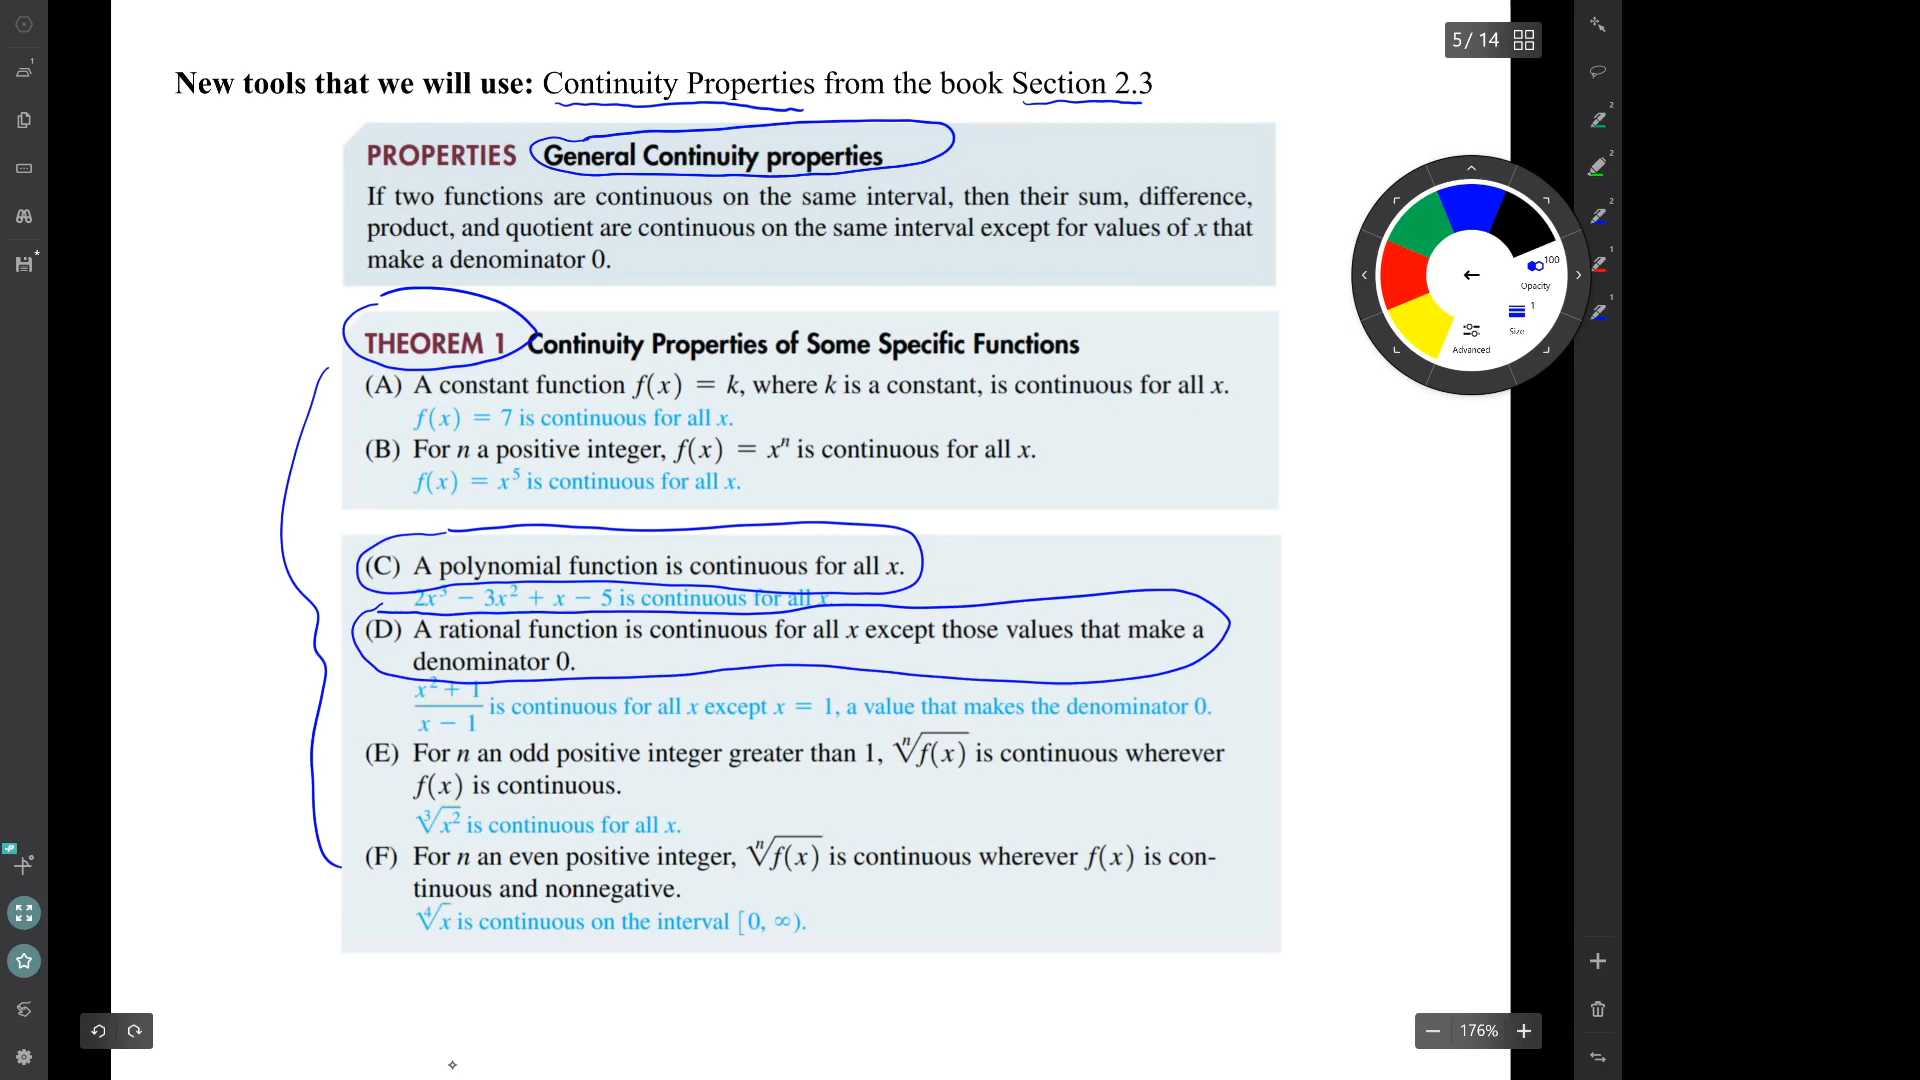 5 / 14
New tools that we will use: Continuity Properties from the book Section 2.3
PROPERTIES General Continuity properties
If two functions are continuous on the same interval, then their sum, difference,
product, and quotient are continuous on the same interval except for values of x that
make a denominator 0.
THEOREM 1 Continuity Properties of Some Specific Functions
(A) A constant function f(x) = k, where k is a constant, is continuous for all x.
f(x) = 7 is continuous for all x.
(B) For n a positive integer, f(x) = xⁿ is continuous for all x.
f(x) = x⁵ is continuous for all x.
(C) A polynomial function is continuous for all x.
2x³ − 3x² + x − 5 is continuous for all x.
(D) A rational function is continuous for all x except those values that make a
denominator 0.
(x² + 1)/(x − 1) is continuous for all x except x = 1, a value that makes the denominator 0.
(E) For n an odd positive integer greater than 1, ⁿ√f(x) is continuous wherever
f(x) is continuous.
³√x² is continuous for all x.
(F) For n an even positive integer, ⁿ√f(x) is continuous wherever f(x) is con-
tinuous and nonnegative.
⁴√x is continuous on the interval [0, ∞).
100
Opacity
1
Size
Advanced
1
2
2
2
1
1
176%